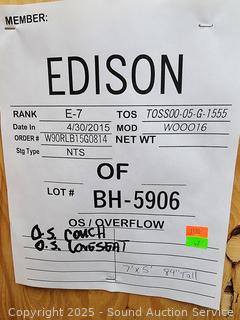 MEMBER:
EDISON
RANK E-7 TOS TOSS00-05-G-1555
Date In 4/30/2015 MOD WOOO16
ORDER # W90RLB15G0814 NET WT
Stg Type NTS
OF
LOT # BH-5906
OS / OVERFLOW
O.S. COUCH
O.S. LOVESEAT
7'x5' 84" Tall
Copyright 2025 - Sound Auction Service